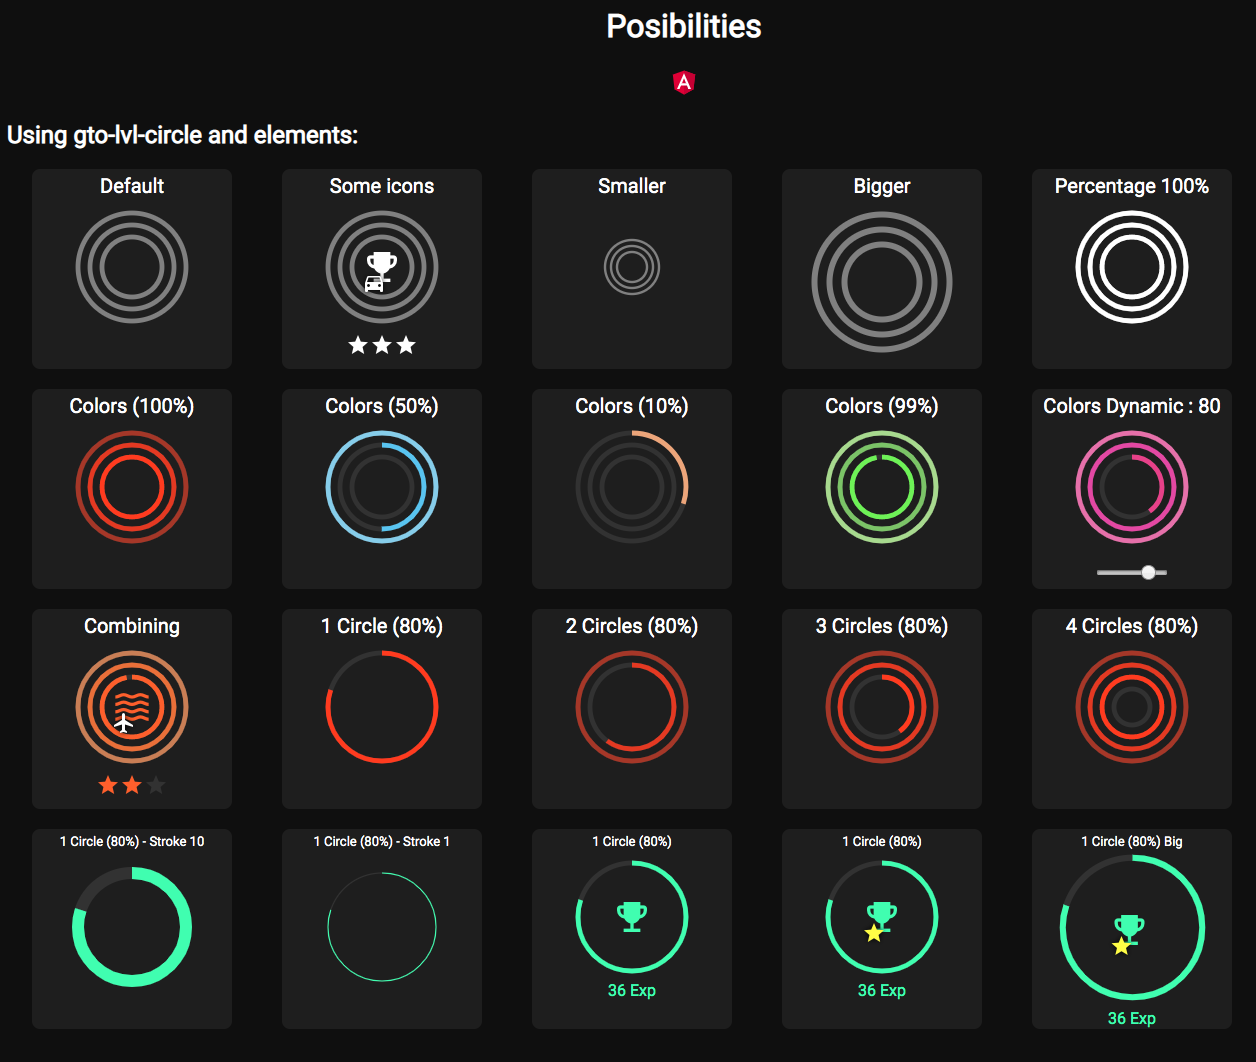 Posibilities
A
Using gto-lvl-circle and elements:
Default
Some icons
Smaller
Bigger
Percentage 100%
Colors (100%)
Colors (50%)
Colors (10%)
Colors (99%)
Colors Dynamic : 80
Combining
1 Circle (80%)
2 Circles (80%)
3 Circles (80%)
4 Circles (80%)
1 Circle (80%) - Stroke 10
1 Circle (80%) - Stroke 1
1 Circle (80%)
1 Circle (80%)
1 Circle (80%) Big
36 Exp
36 Exp
36 Exp